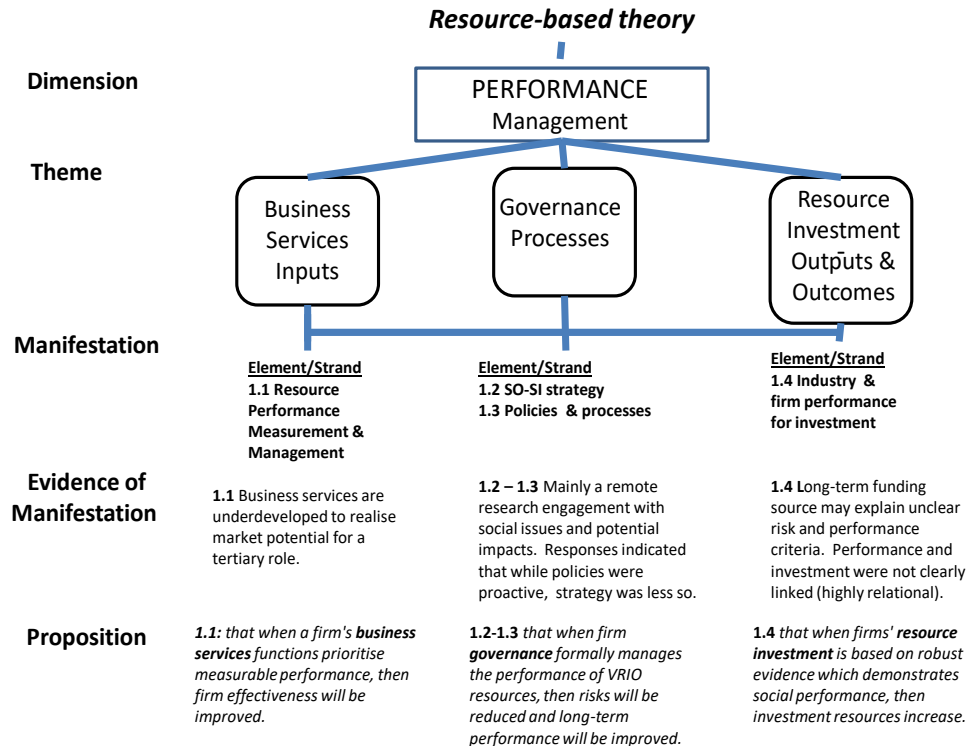 Resource-based theory
Dimension
PERFORMANCE
Management
Theme
Business
Services
Inputs
Governance
Processes
Resource
Investment
Outputs &
Outcomes
Manifestation
Element/Strand
1.1 Resource
Performance
Measurement &
Management
Element/Strand
1.2 SO-SI strategy
1.3 Policies & processes
Element/Strand
1.4 Industry &
firm performance
for investment
Evidence of
Manifestation
1.1 Business services are
underdeveloped to realise
market potential for a
tertiary role.
1.2 – 1.3 Mainly a remote
research engagement with
social issues and potential
impacts. Responses indicated
that while policies were
proactive, strategy was less so.
1.4 Long-term funding
source may explain unclear
risk and performance
criteria. Performance and
investment were not clearly
linked (highly relational).
Proposition
1.1: that when a firm's business
services functions prioritise
measurable performance, then
firm effectiveness will be
improved.
1.2-1.3 that when firm
governance formally manages
the performance of VRIO
resources, then risks will be
reduced and long-term
performance will be improved.
1.4 that when firms' resource
investment is based on robust
evidence which demonstrates
social performance, then
investment resources increase.